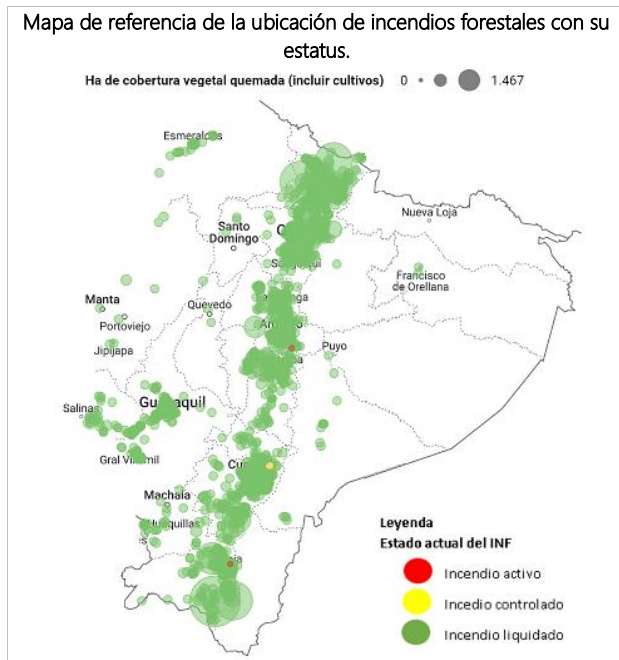 Mapa de referencia de la ubicación de incendios forestales con su
estatus.
Ha de cobertura vegetal quemada (incluir cultivos) 0 1.467
Esmeraldas
Nueva Loja
Santo
Domingo
Francisco
de Orellana
Manta
Portoviejo
Quevedo
Jipijapa
Puyo
Salinas
Gral Villamil
Machala
Huaquillas
Leyenda
Estado actual del INF
Incendio activo
Incedio controlado
Incendio liquidado